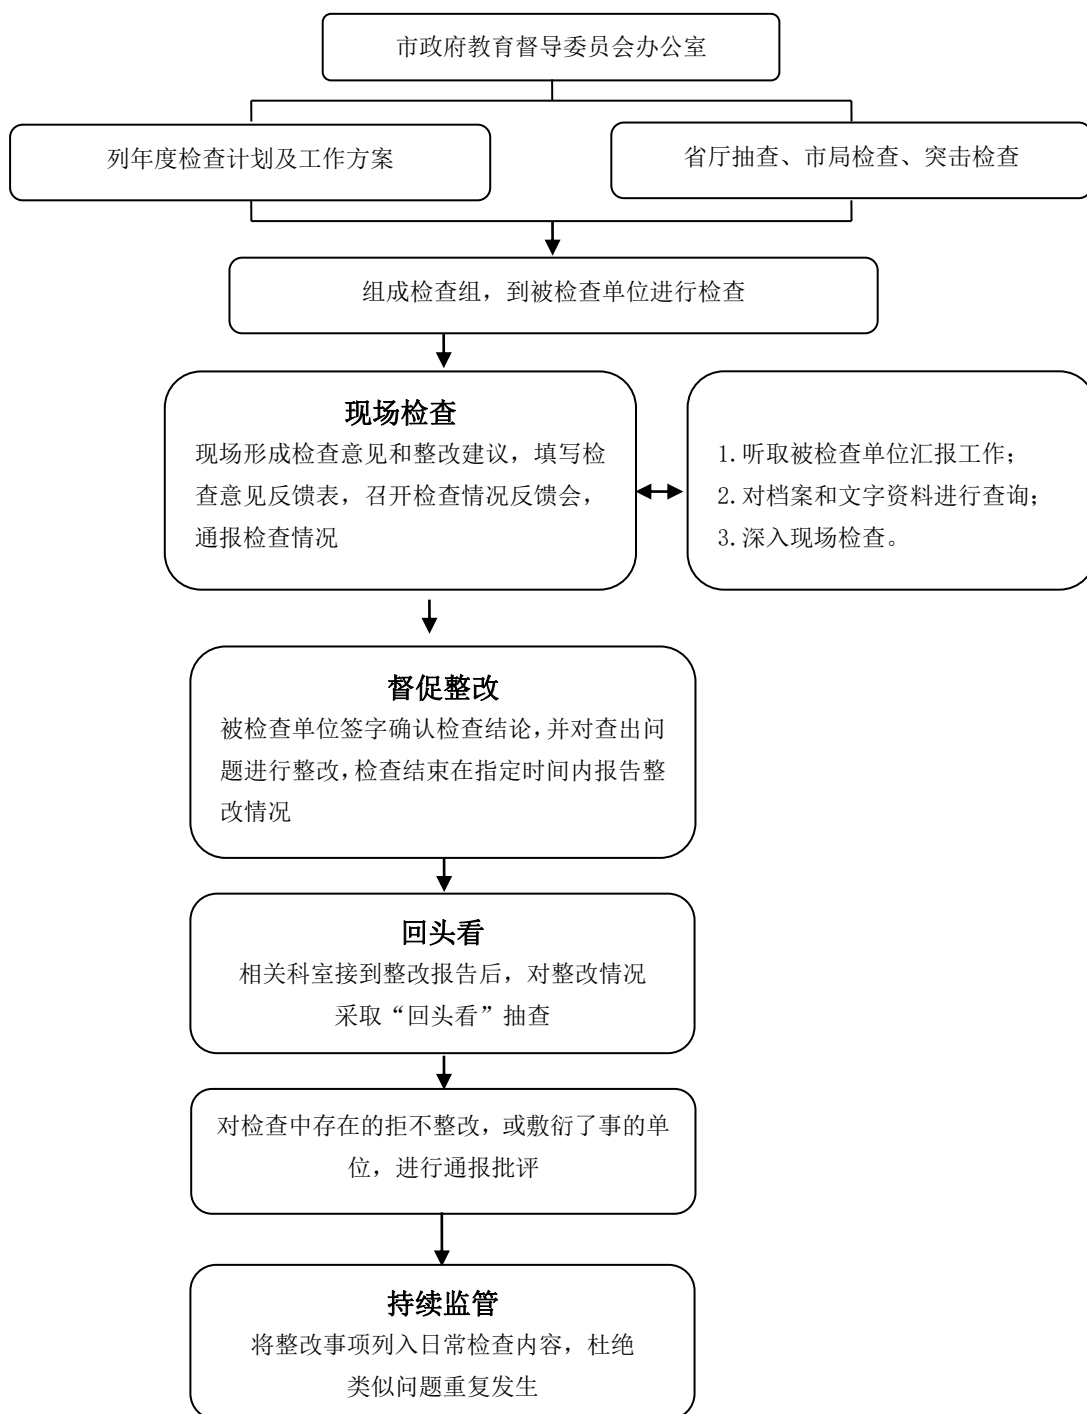 市政府教育督导委员会办公室
列年度检查计划及工作方案
省厅抽查、市局检查、突击检查
组成检查组，到被检查单位进行检查
现场检查
现场形成检查意见和整改建议，填写检
查意见反馈表，召开检查情况反馈会，
通报检查情况
1.听取被检查单位汇报工作；
2.对档案和文字资料进行查询；
3.深入现场检查。
督促整改
被检查单位签字确认检查结论，并对查出问
题进行整改，检查结束在指定时间内报告整
改情况
回头看
相关科室接到整改报告后，对整改情况
采取“回头看”抽查
对检查中存在的拒不整改，或敷衍了事的单
位，进行通报批评
持续监管
将整改事项列入日常检查内容，杜绝
类似问题重复发生